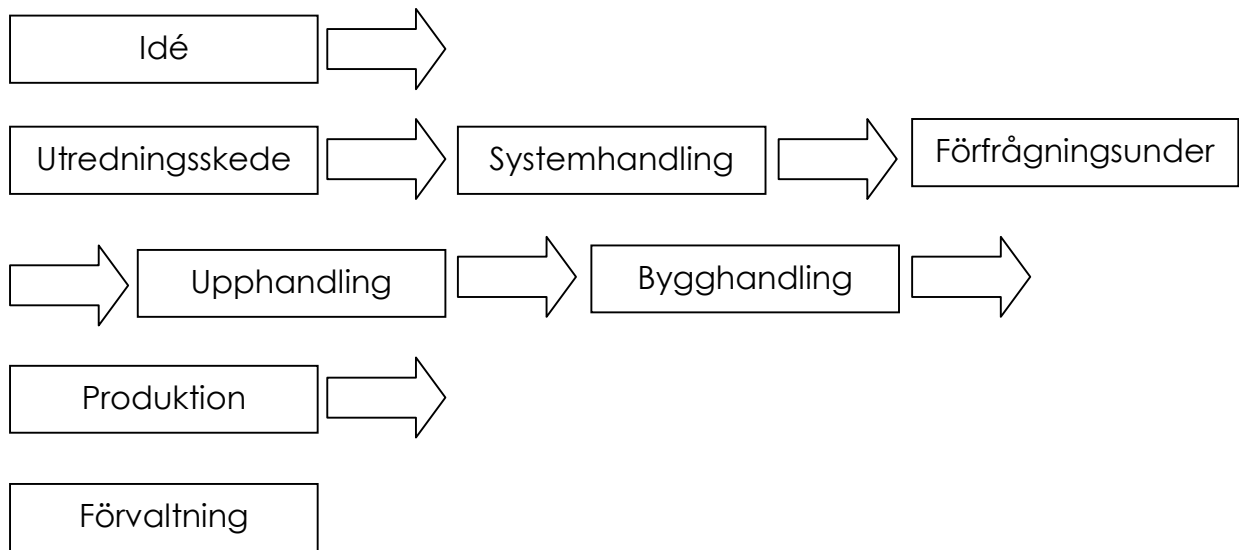 Idé
Utredningsskede
Systemhandling
Förfrågningsunder
Upphandling
Bygghandling
Produktion
Förvaltning